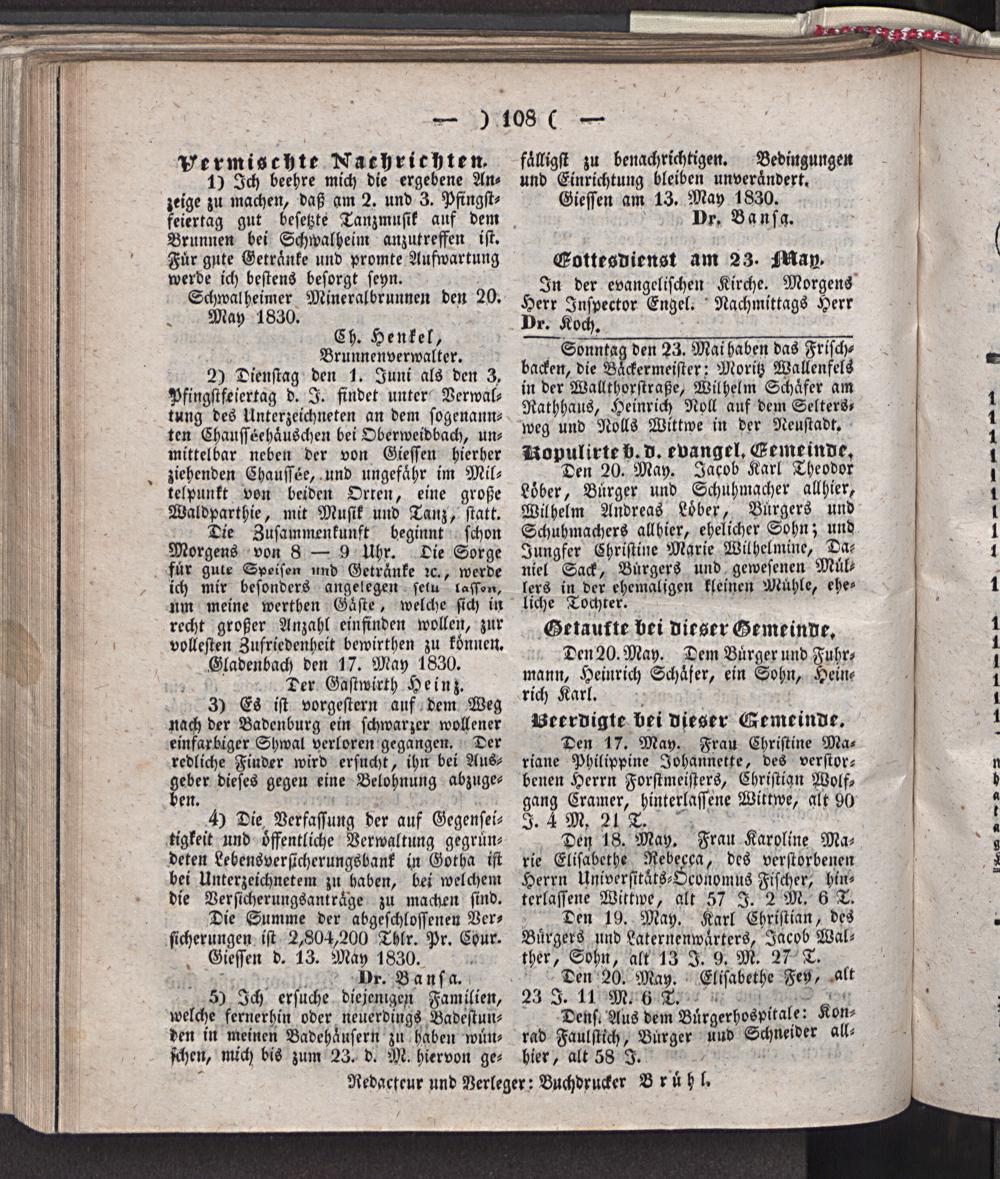 — ) 108 ( —
Vermischte Nachrichten.
1) Ich beehre mich die ergebene An-
zeige zu machen, daß am 2. und 3. Pfingst-
feiertag gut besetzte Tanzmusik auf dem
Brunnen bei Schwalheim anzutreffen ist.
Für gute Getränke und promte Aufwartung
werde ich bestens besorgt seyn.
Schwalheimer Mineralbrunnen den 20.
May 1830.
Ch. Henkel,
Brunnenverwalter.
2) Dienstag den 1. Juni als den 3.
Pfingstfeiertag d. J. findet unter Verwal-
tung des Unterzeichneten an dem sogenann-
ten Chausséehäuschen bei Oberweidbach, un-
mittelbar neben der von Giessen hierher
ziehenden Chaussée, und ungefähr im Mit-
telpunkt von beiden Orten, eine große
Waldparthie, mit Musik und Tanz, statt.
Die Zusammenkunft beginnt schon
Morgens von 8 — 9 Uhr. Die Sorge
für gute Speisen und Getränke ꝛc., werde
ich mir besonders angelegen seyn lassen,
um meine werthen Gäste, welche sich in
recht großer Anzahl einfinden wollen, zur
vollesten Zufriedenheit bewirthen zu können.
Gladenbach den 17. May 1830.
Der Gastwirth Heinz.
3) Es ist vorgestern auf dem Weg
nach der Badenburg ein schwarzer wollener
einfarbiger Shwal verloren gegangen. Der
redliche Finder wird ersucht, ihn bei Aus-
geber dieses gegen eine Belohnung abzuge-
ben.
4) Die Verfassung der auf Gegensei-
tigkeit und öffentliche Verwaltung gegrün-
deten Lebensversicherungsbank in Gotha ist
bei Unterzeichnetem zu haben, bei welchem
die Versicherungsanträge zu machen sind.
Die Summe der abgeschlossenen Ver-
sicherungen ist 2,804,200 Thlr. Pr. Cour.
Giessen d. 13. May 1830.
Dr. Bansa.
5) Ich ersuche diejenigen Familien,
welche fernerhin oder neuerdings Badestun-
den in meinen Badehäusern zu haben wün-
schen, mich bis zum 23. d. M. hiervon ge-
fälligst zu benachrichtigen. Bedingungen
und Einrichtung bleiben unverändert.
Giessen am 13. May 1830.
Dr. Bansa.
Gottesdienst am 23. May.
In der evangelischen Kirche. Morgens
Herr Inspector Engel. Nachmittags Herr
Dr. Koch.
Sonntag den 23. Mai haben das Frisch-
backen, die Bäckermeister: Moritz Wallenfels
in der Wallthorstraße, Wilhelm Schäfer am
Rathhaus, Heinrich Noll auf dem Selters-
weg und Nolls Wittwe in der Neustadt.
Kopulirte b. d. evangel. Gemeinde.
Den 20. May. Jacob Karl Theodor
Löber, Bürger und Schuhmacher allhier,
Wilhelm Andreas Löber, Bürgers und
Schuhmachers allhier, ehelicher Sohn; und
Jungfer Christine Marie Wilhelmine, Da-
niel Sack, Bürgers und gewesenen Mül-
lers in der ehemaligen kleinen Mühle, ehe-
liche Tochter.
Getaufte bei dieser Gemeinde.
Den 20. May. Dem Bürger und Fuhr-
mann, Heinrich Schäfer, ein Sohn, Hein-
rich Karl.
Beerdigte bei dieser Gemeinde.
Den 17. May. Frau Christine Ma-
riane Philippine Johannette, des verstor-
benen Herrn Forstmeisters, Christian Wolf-
gang Cramer, hinterlassene Wittwe, alt 90
J. 4 M. 21 T.
Den 18. May. Frau Karoline Ma-
rie Elisabethe Rebecca, des verstorbenen
Herrn Universitäts-Öconomus Fischer, hin-
terlassene Wittwe, alt 57 J. 2 M. 6 T.
Den 19. May. Karl Christian, des
Bürgers und Laternenwärters, Jacob Wal-
ther, Sohn, alt 13 J. 9. M. 27 T.
Den 20. May. Elisabethe Fey, alt
23 J. 11 M. 6 T.
Dens. Aus dem Bürgerhospitale: Kon-
rad Faulstich, Bürger und Schneider all-
hier, alt 58 J.
Redacteur und Verleger: Buchdrucker Brühl.